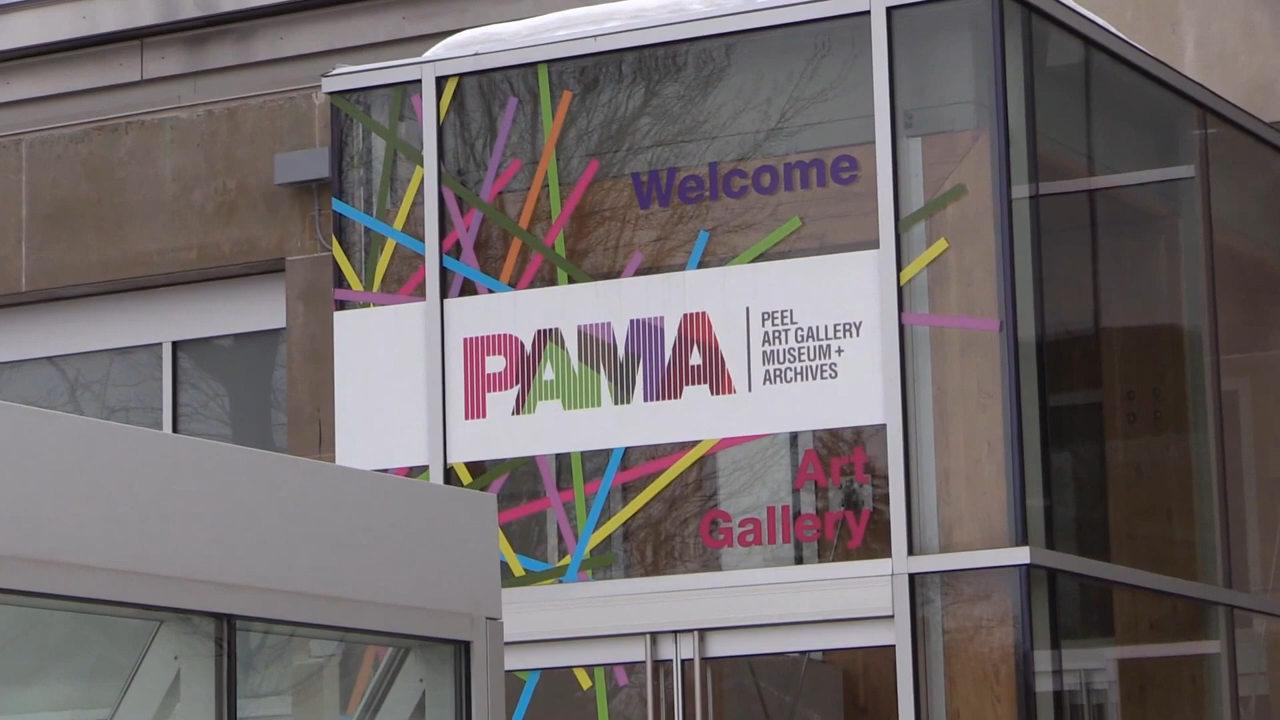 Welcome
PAMA
PEEL
ART GALLERY
MUSEUM+
ARCHIVES
Art
Gallery